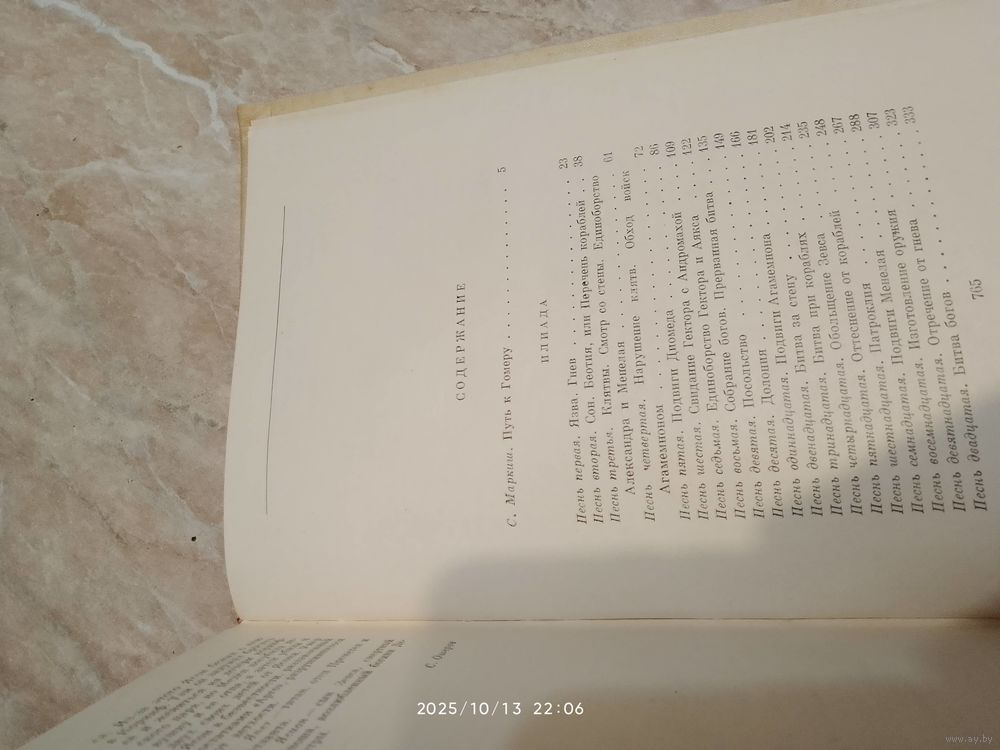 С. Ошеров
СОДЕРЖАНИЕ
С. Маркиш. Путь к Гомеру . . . . . . . . . . . . 5
ИЛИАДА
Песнь первая. Язва. Гнев . . . . . . . . . . . . 23
Песнь вторая. Сон. Беотия, или Перечень кораблей . . . 38
Песнь третья. Клятвы. Смотр со стены. Единоборство
Александра и Менелая . . . . . . . . . . . . 61
Песнь четвертая. Нарушение клятв. Обход войск
Агамемноном . . . . . . . . . . . . 72
Песнь пятая. Подвиги Диомеда . . . . . . . . . 86
Песнь шестая. Свидание Гектора с Андромахой . . . . 109
Песнь седьмая. Единоборство Гектора и Аякса . . . . 122
Песнь восьмая. Собрание богов. Прерванная битва . . . 135
Песнь девятая. Посольство . . . . . . . . . . 149
Песнь десятая. Долония . . . . . . . . . . . 166
Песнь одиннадцатая. Подвиги Агамемнона . . . . . 181
Песнь двенадцатая. Битва за стену . . . . . . . 202
Песнь тринадцатая. Битва при кораблях . . . . . . 214
Песнь четырнадцатая. Обольщение Зевса . . . . . . 235
Песнь пятнадцатая. Оттеснение от кораблей . . . . . 248
Песнь шестнадцатая. Патроклия . . . . . . . . 267
Песнь семнадцатая. Подвиги Менелая . . . . . . . 288
Песнь восемнадцатая. Изготовление оружия . . . . . 307
Песнь девятнадцатая. Отречение от гнева . . . . . . 323
Песнь двадцатая. Битва богов . . . . . . . . . 333
765
2025/10/13 22:06
www.ay.by